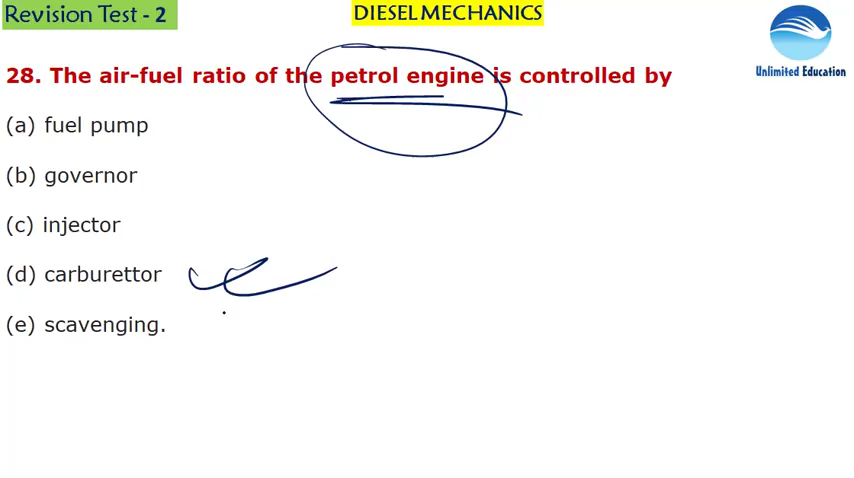 Revision Test - 2
DIESEL MECHANICS
Unlimited Education
28. The air-fuel ratio of the petrol engine is controlled by
(a) fuel pump
(b) governor
(c) injector
(d) carburettor
(e) scavenging.